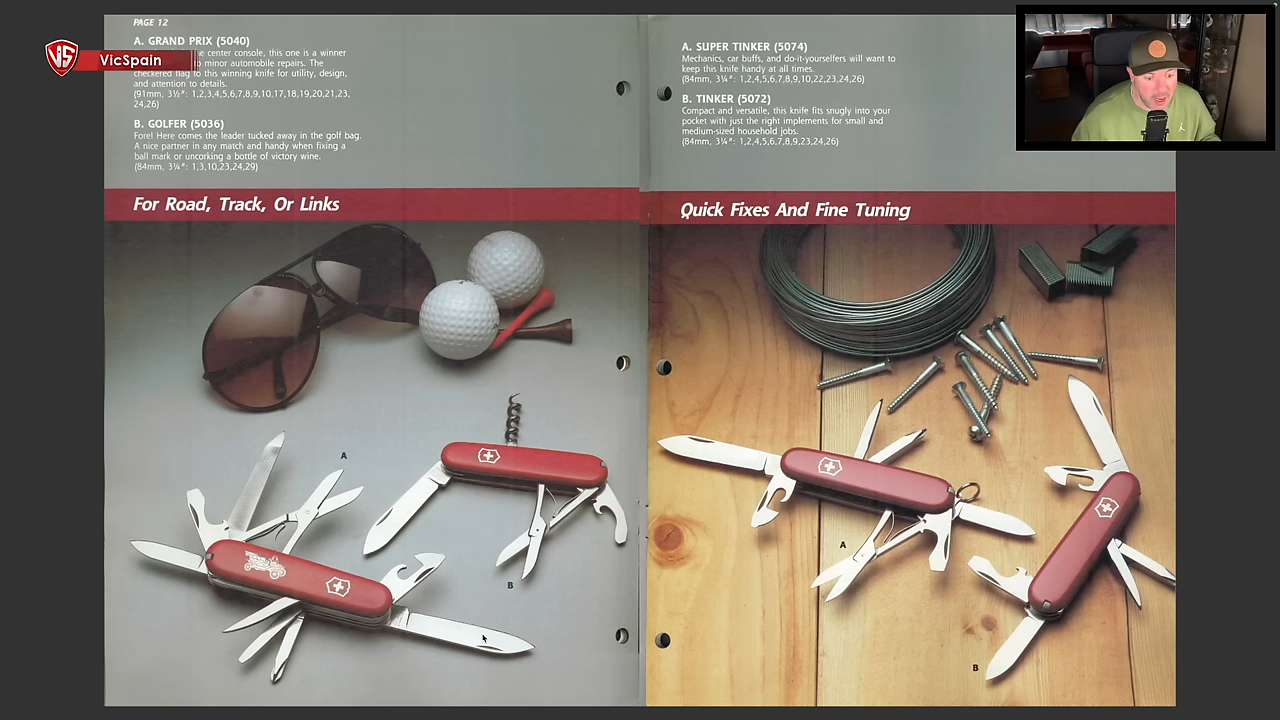 PAGE 12
A. GRAND PRIX (5040)
center console, this one is a winner
minor automobile repairs. The
checkered flag to this winning knife for utility, design,
and attention to details.
(91mm, 3½": 1,2,3,4,5,6,7,8,9,10,17,18,19,20,21,23,
24,26)
B. GOLFER (5036)
Fore! Here comes the leader tucked away in the golf bag.
A nice partner in any match and handy when fixing a
ball mark or uncorking a bottle of victory wine.
(84mm, 3¼": 1,3,10,23,24,29)
For Road, Track, Or Links
A
B
A. SUPER TINKER (5074)
Mechanics, car buffs, and do-it-yourselfers will want to
keep this knife handy at all times.
(84mm, 3¼": 1,2,4,5,6,7,8,9,10,22,23,24,26)
B. TINKER (5072)
Compact and versatile, this knife fits snugly into your
pocket with just the right implements for small and
medium-sized household jobs.
(84mm, 3¼": 1,2,4,5,6,7,8,9,23,24,26)
Quick Fixes And Fine Tuning
A
B
VS
VicSpain